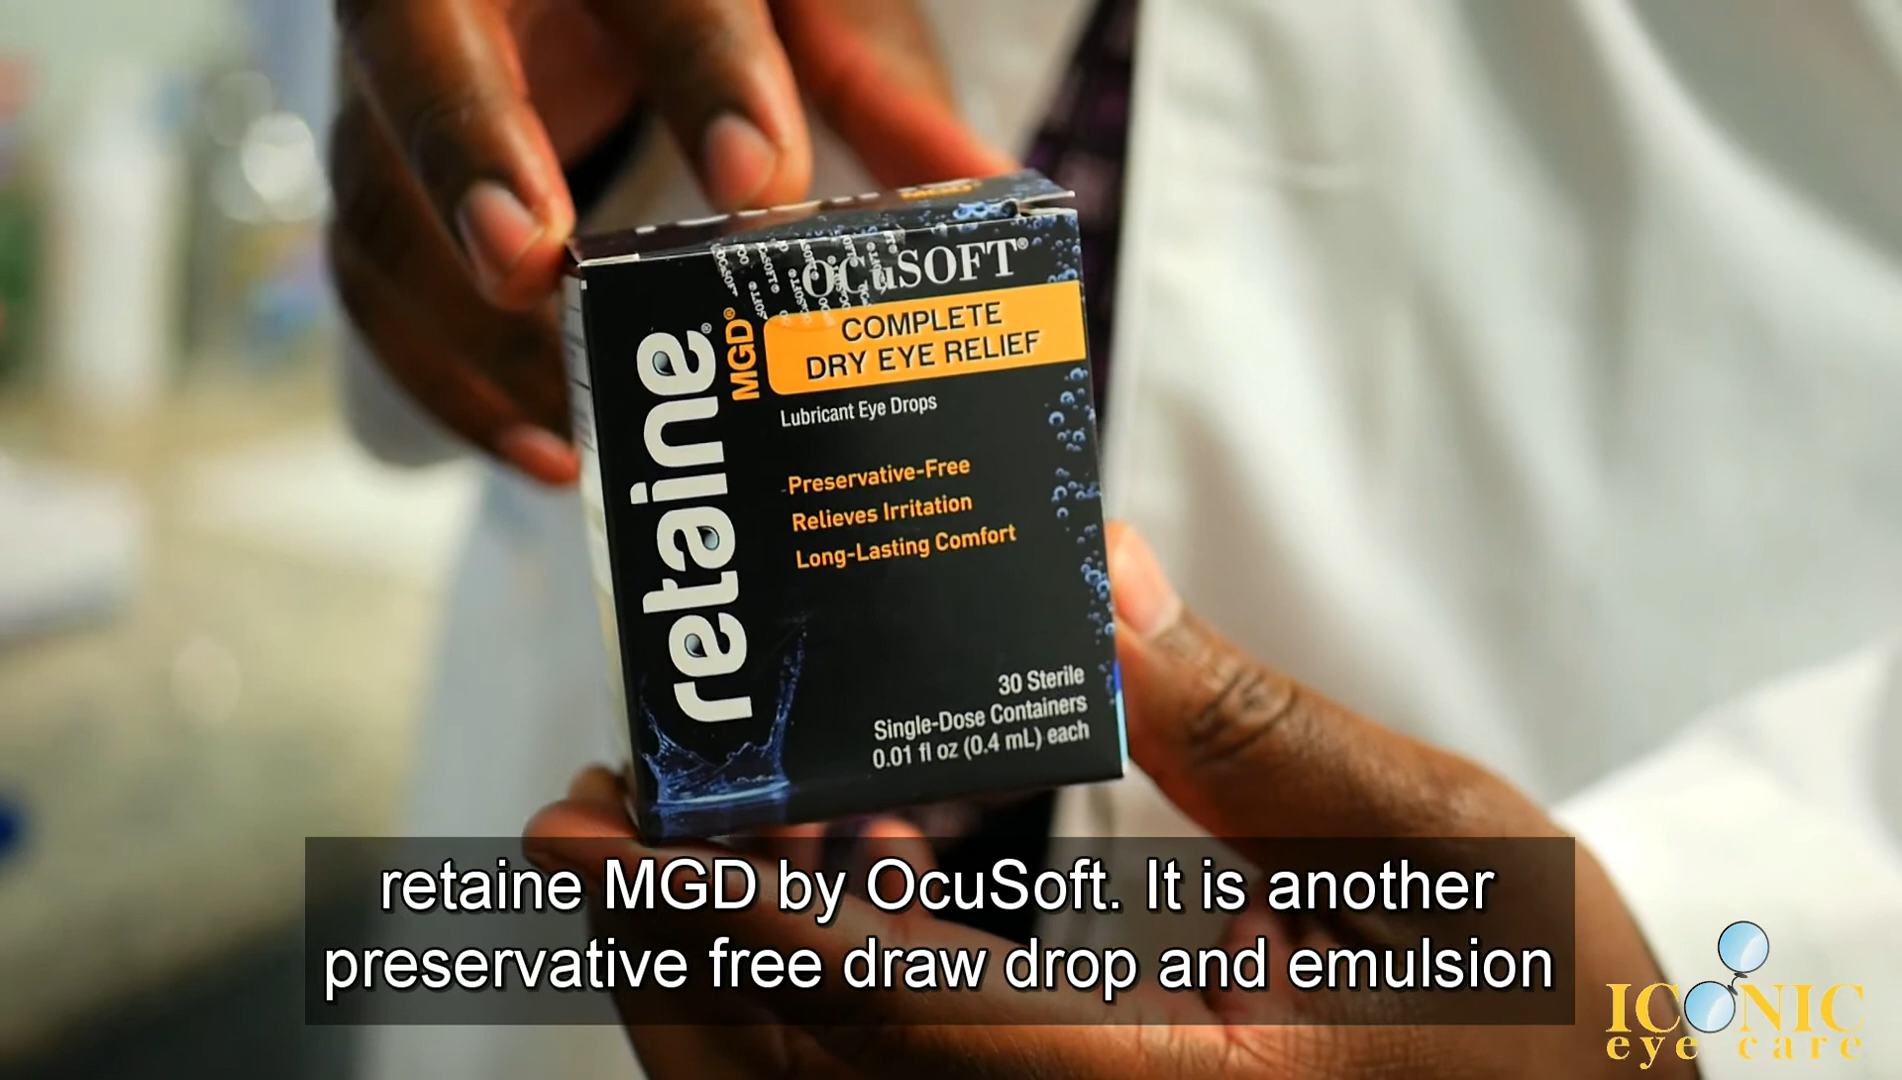 OCuSOFT®
retaine®
MGD®
COMPLETE
DRY EYE RELIEF
Lubricant Eye Drops
Preservative-Free
Relieves Irritation
Long-Lasting Comfort
30 Sterile
Single-Dose Containers
0.01 fl oz (0.4 mL) each
retaine MGD by OcuSoft. It is another
preservative free draw drop and emulsion
ICONIC
eye care